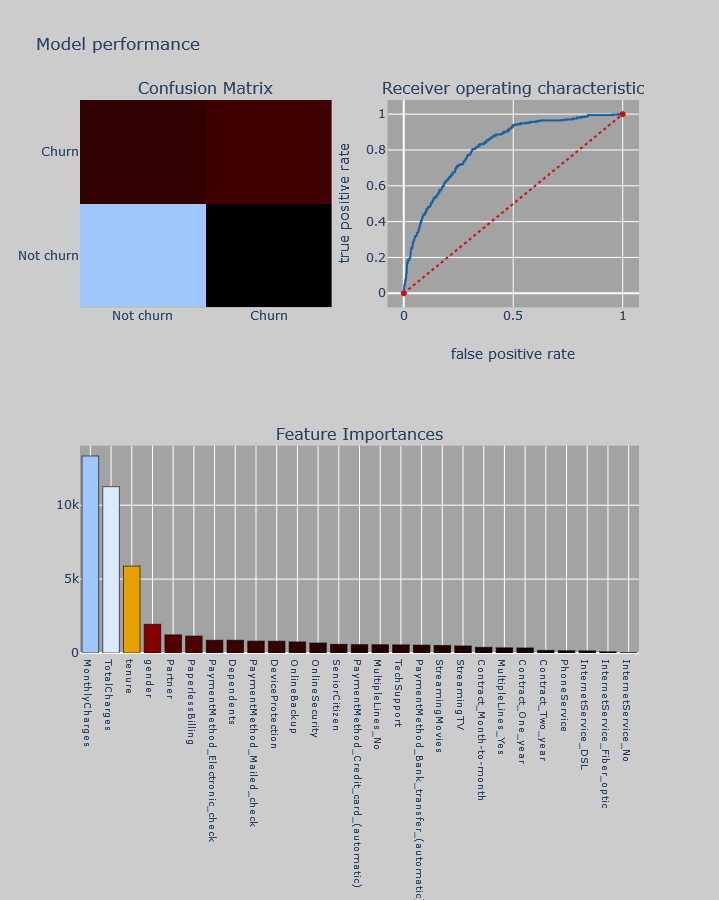 Model performance
Confusion Matrix
Receiver operating characteristic
Churn
Not churn
Not churn
Churn
true positive rate
1
0.8
0.6
0.4
0.2
0
0
0.5
1
false positive rate
Feature Importances
10k
5k
0
MonthlyCharges
TotalCharges
tenure
gender
Partner
PaperlessBilling
PaymentMethod_Electronic_check
Dependents
PaymentMethod_Mailed_check
DeviceProtection
OnlineBackup
OnlineSecurity
SeniorCitizen
PaymentMethod_Credit_card_(automatic)
MultipleLines_No
TechSupport
PaymentMethod_Bank_transfer_(automatic
StreamingMovies
StreamingTV
Contract_Month-to-month
MultipleLines_Yes
Contract_One_year
Contract_Two_year
PhoneService
InternetService_DSL
InternetService_Fiber_optic
InternetService_No